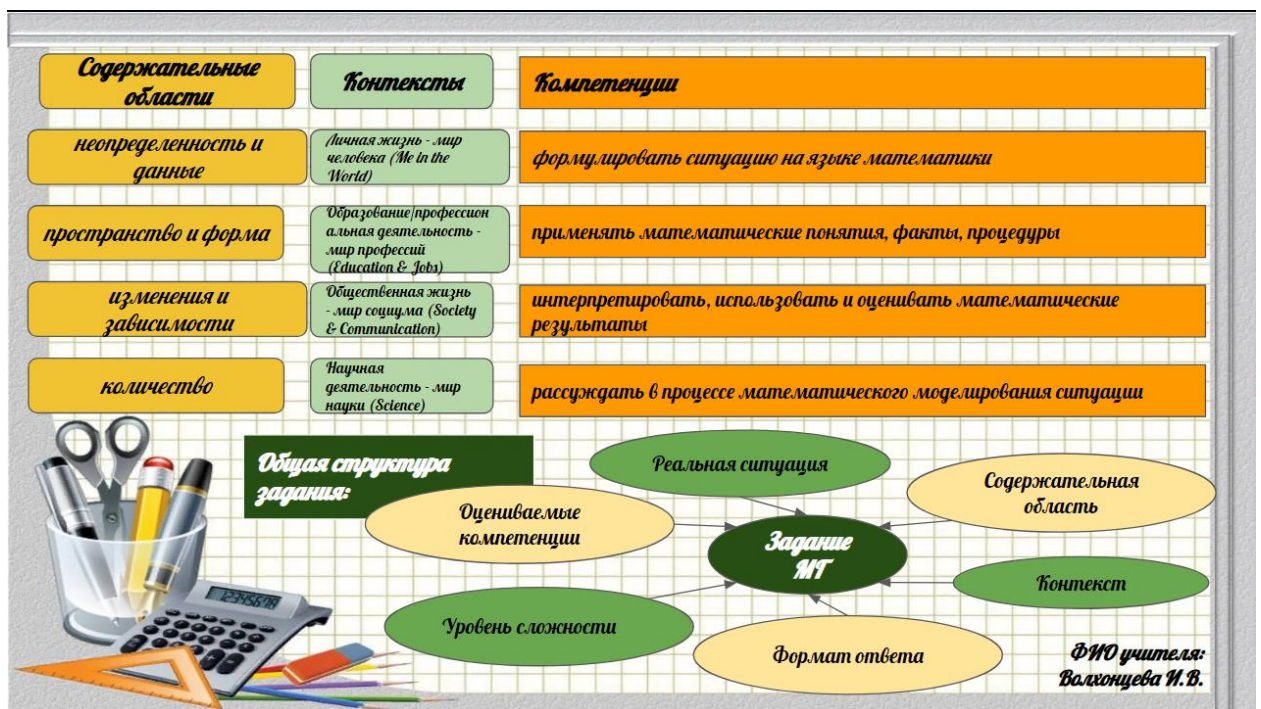 Содержательные
области
Контексты
Компетенции
неопределенность и
данные
Личная жизнь - мир
человека (Me in the
World)
формулировать ситуацию на языке математики
пространство и форма
Образование/профессион
альная деятельность -
мир профессий
(Education & Jobs)
применять математические понятия, факты, процедуры
изменения и
зависимости
Общественная жизнь
- мир социума (Society
& Communication)
интерпретировать, использовать и оценивать математические
результаты
количество
Научная
деятельность - мир
науки (Science)
рассуждать в процессе математического моделирования ситуации
Общая структура
задания:
Реальная ситуация
Содержательная
область
Оцениваемые
компетенции
Задание
МГ
Контекст
Уровень сложности
Формат ответа
ФИО учителя:
Волхонцева И.В.
12345678